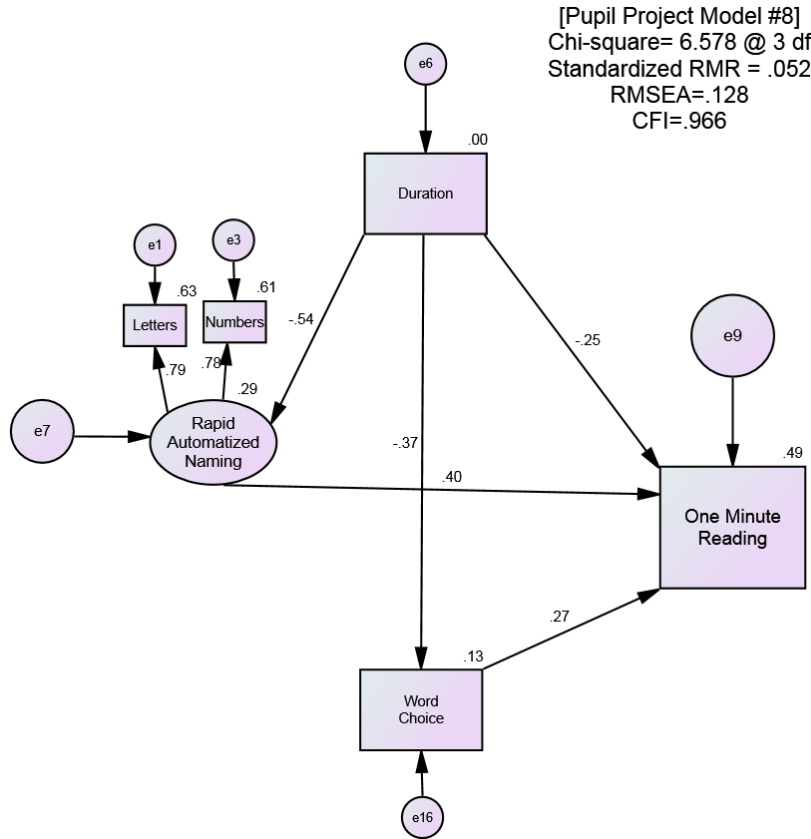 [Pupil Project Model #8]
Chi-square= 6.578 @ 3 df
Standardized RMR = .052
RMSEA=.128
CFI=.966
e6
.00
Duration
e1
e3
.63
.61
Letters
Numbers
-.54
-.25
e9
.79
.78
.29
e7
Rapid
Automatized
Naming
-.37
.40
.49
One Minute
Reading
.27
.13
Word
Choice
e16